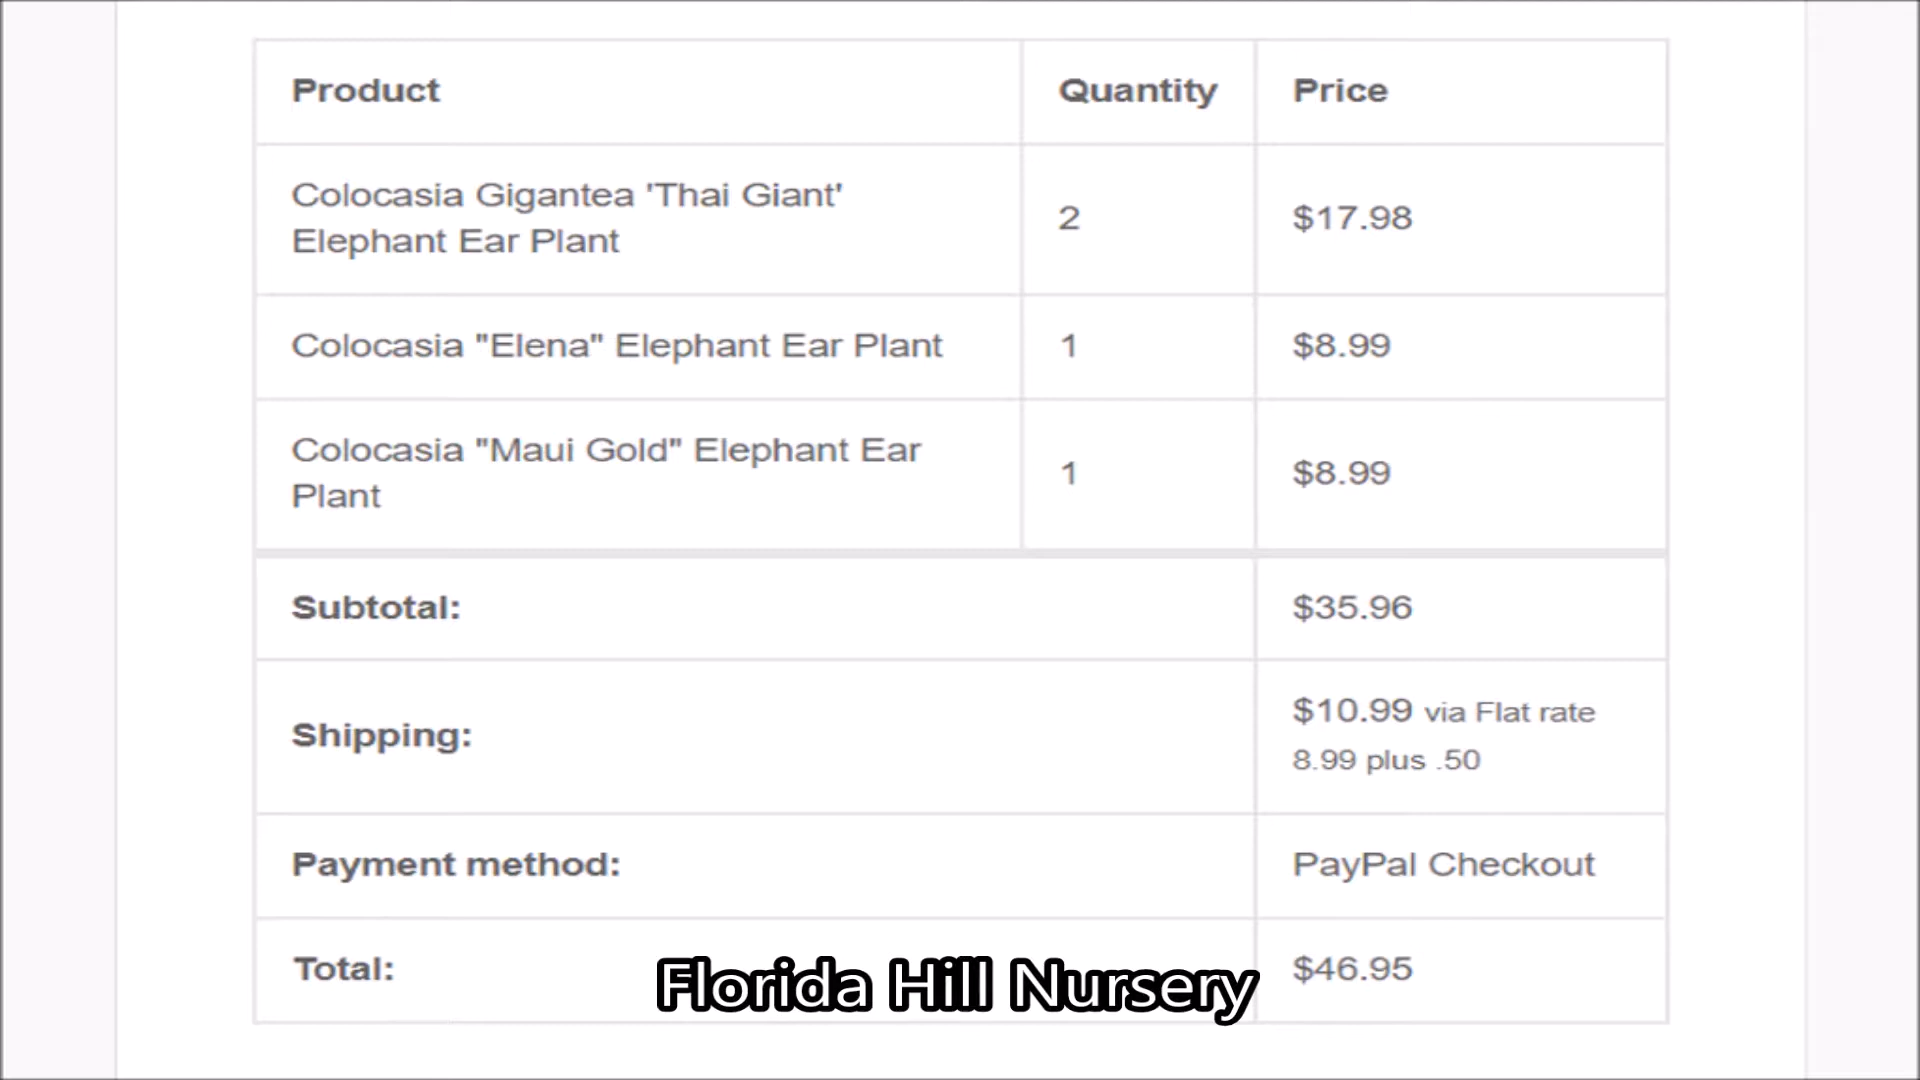 Product Quantity Price
Colocasia Gigantea 'Thai Giant'
Elephant Ear Plant
2 $17.98
Colocasia "Elena" Elephant Ear Plant 1 $8.99
Colocasia "Maui Gold" Elephant Ear
Plant
1 $8.99
Subtotal: $35.96
Shipping: $10.99 via Flat rate
8.99 plus .50
Payment method: PayPal Checkout
Total: $46.95
Florida Hill Nursery